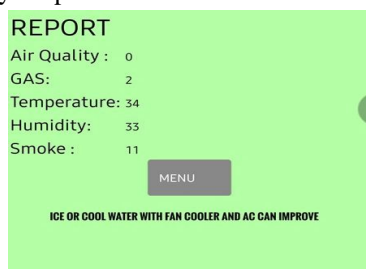 REPORT
Air Quality : 0
GAS: 2
Temperature: 34
Humidity: 33
Smoke : 11
MENU
ICE OR COOL WATER WITH FAN COOLER AND AC CAN IMPROVE